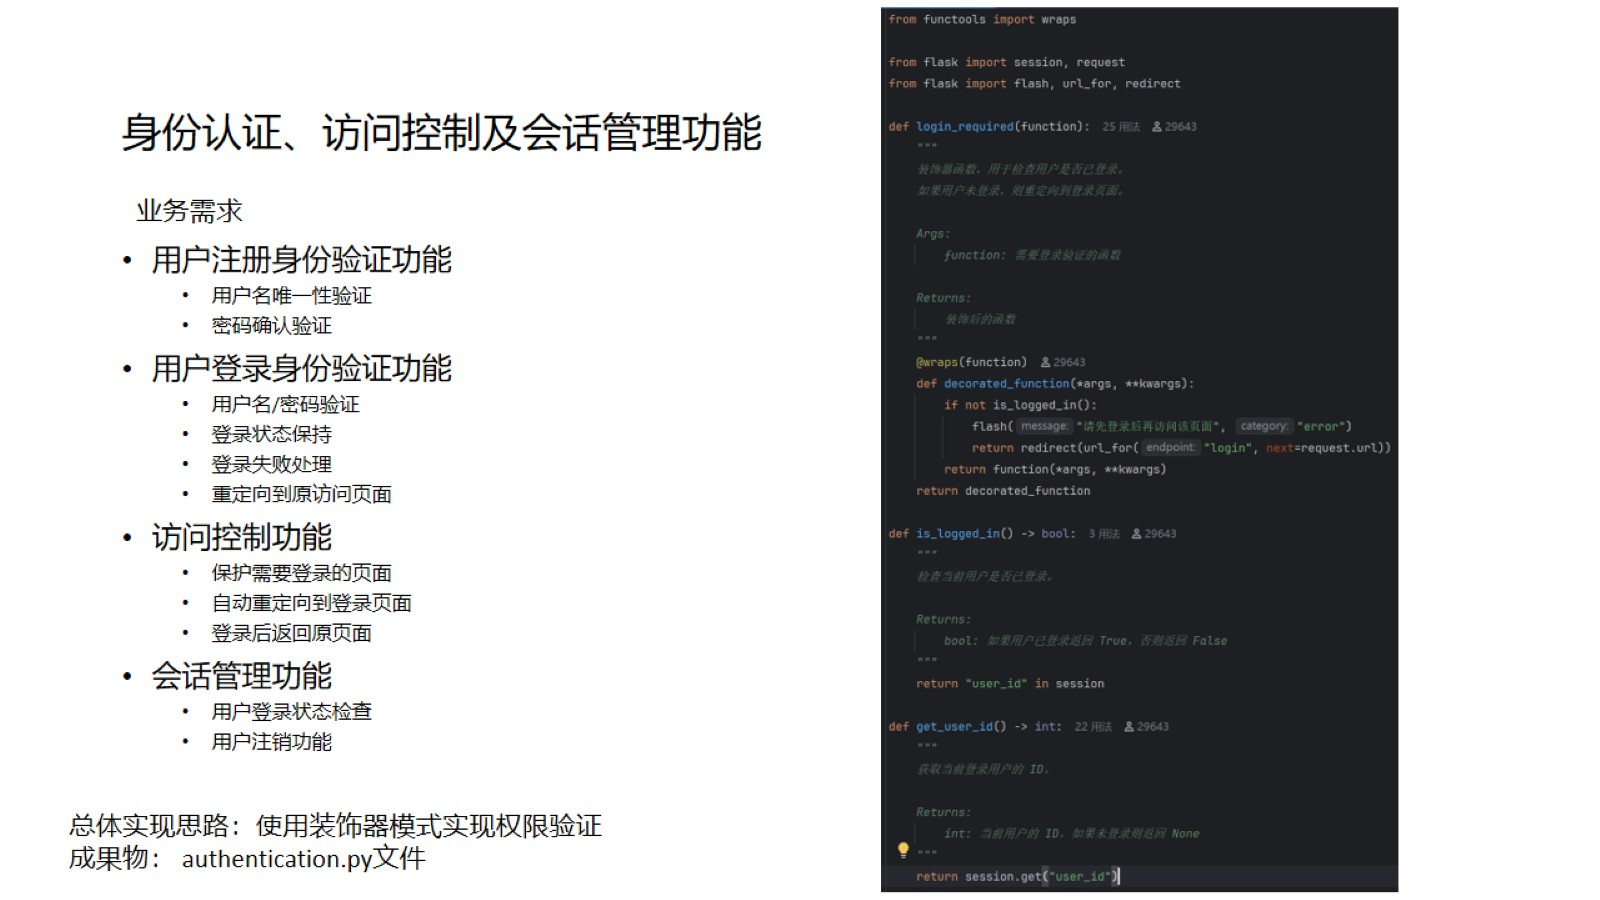 身份认证、访问控制及会话管理功能
业务需求
• 用户注册身份验证功能
• 用户名唯一性验证
• 密码确认验证
• 用户登录身份验证功能
• 用户名/密码验证
• 登录状态保持
• 登录失败处理
• 重定向到原访问页面
• 访问控制功能
• 保护需要登录的页面
• 自动重定向到登录页面
• 登录后返回原页面
• 会话管理功能
• 用户登录状态检查
• 用户注销功能
总体实现思路：使用装饰器模式实现权限验证
成果物： authentication.py文件
from functools import wraps
from flask import session, request
from flask import flash, url_for, redirect
def login_required(function): 25 用法 29643
"""
装饰器函数，用于检查用户是否已登录。
如果用户未登录，则重定向到登录页面。
Args:
function: 需要登录验证的函数
Returns:
装饰后的函数
"""
@wraps(function) 29643
def decorated_function(*args, **kwargs):
if not is_logged_in():
flash( message: "请先登录后再访问该页面", category: "error")
return redirect(url_for( endpoint: "login", next=request.url))
return function(*args, **kwargs)
return decorated_function
def is_logged_in() -> bool: 3 用法 29643
"""
检查当前用户是否已登录。
Returns:
bool: 如果用户已登录返回 True，否则返回 False
"""
return "user_id" in session
def get_user_id() -> int: 22 用法 29643
"""
获取当前登录用户的 ID。
Returns:
int: 当前用户的 ID，如果未登录则返回 None
"""
return session.get("user_id")